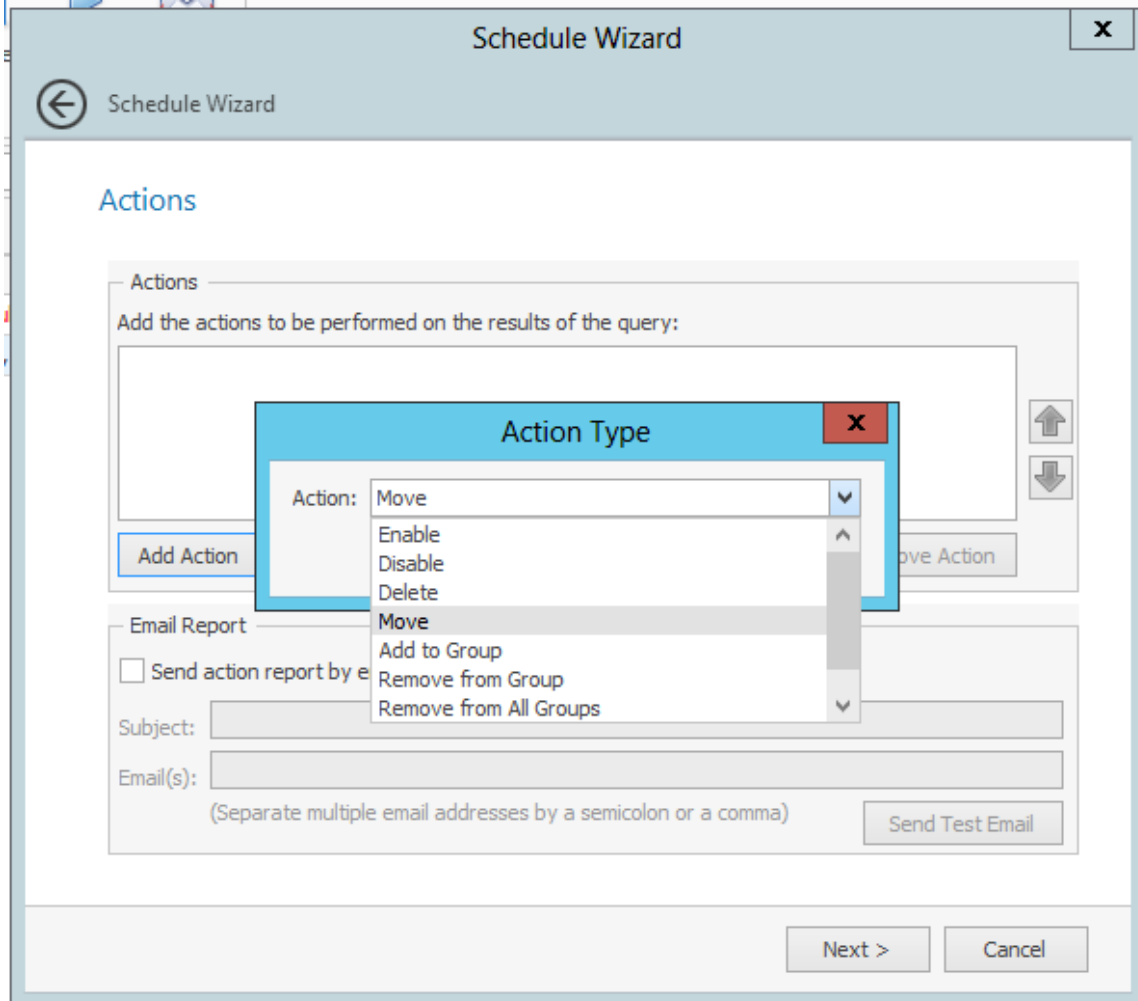 Schedule Wizard
x
Schedule Wizard
Actions
Actions
Add the actions to be performed on the results of the query:
Action Type
x
Action: Move
Enable
Disable
Delete
Move
Add to Group
Remove from Group
Remove from All Groups
Add Action
Action
Email Report
Send action report by
Subject:
Email(s):
(Separate multiple email addresses by a semicolon or a comma)
Send Test Email
Next >
Cancel